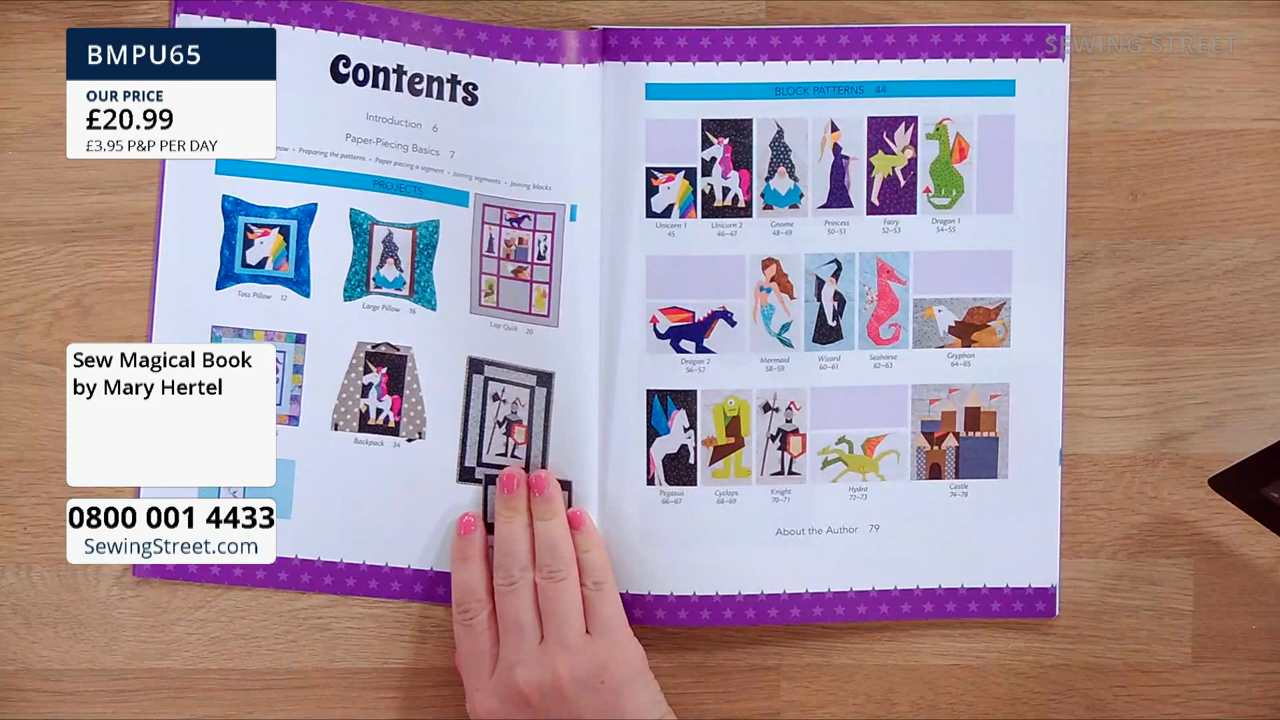 BMPU65
OUR PRICE
£20.99
£3.95 P&P PER DAY
Sew Magical Book
by Mary Hertel
0800 001 4433
SewingStreet.com
SEWING STREET
Contents
Introduction 6
Paper-Piecing Basics 7
now • Preparing the patterns • Paper piecing a segment • Joining segments • Joining blocks
PROJECTS
Toss Pillow 12
Large Pillow 16
Lap Quilt 20
Backpack 34
BLOCK PATTERNS 44
Unicorn 1
45
Unicorn 2
46–47
Gnome
48–49
Princess
50–51
Fairy
52–53
Dragon 1
54–55
Dragon 2
56–57
Mermaid
58–59
Wizard
60–61
Seahorse
62–63
Gryphon
64–65
Pegasus
66–67
Cyclops
68–69
Knight
70–71
Hydra
72–73
Castle
74–78
About the Author 79